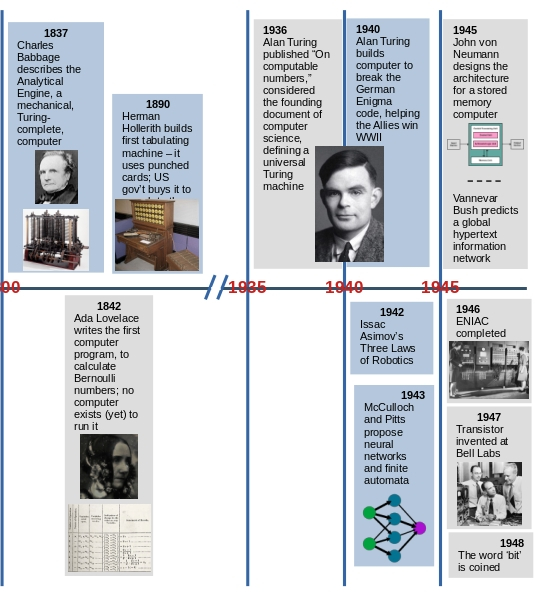 1837
Charles
Babbage
describes the
Analytical
Engine, a
mechanical,
Turing-
complete,
computer
1890
Herman
Hollerith builds
first tabulating
machine – it
uses punched
cards; US
gov't buys it to
1936
Alan Turing
published “On
computable
numbers,”
considered
the founding
document of
computer
science,
defining a
universal
Turing
machine
1940
Alan Turing
builds
computer to
break the
German
Enigma
code, helping
the Allies win
WWII
1945
John von
Neumann
designs the
architecture
for a stored
memory
computer
Vannevar
Bush predicts
a global
hypertext
information
network
00
1935
1940
1945
1842
Ada Lovelace
writes the first
computer
program, to
calculate
Bernoulli
numbers; no
computer
exists (yet) to
run it
1942
Issac
Asimov's
Three Laws
of Robotics
1943
McCulloch
and Pitts
propose
neural
networks
and finite
automata
1946
ENIAC
completed
1947
Transistor
invented at
Bell Labs
1948
The word ‘bit’
is coined